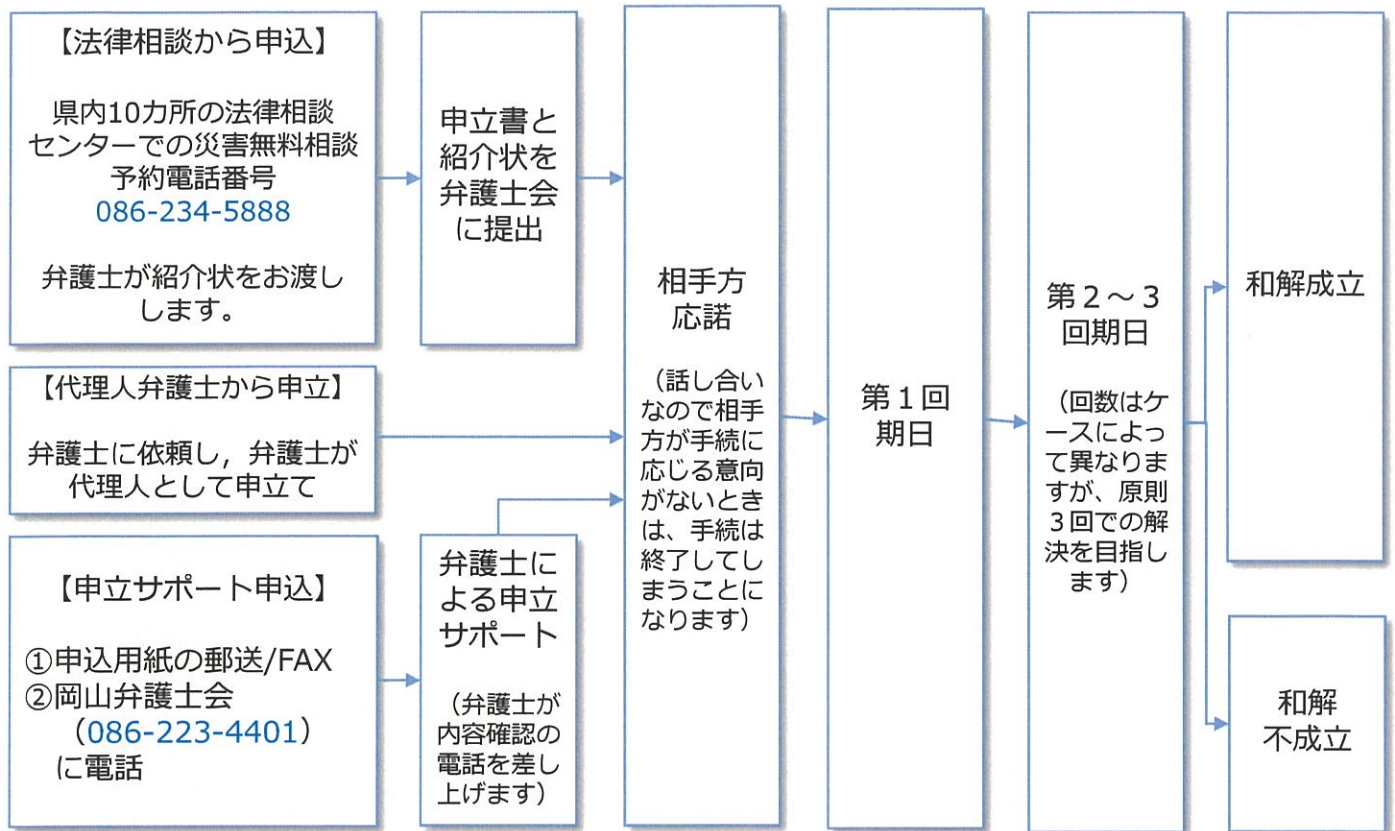 【法律相談から申込】
県内10カ所の法律相談
センターでの災害無料相談
予約電話番号
086-234-5888
弁護士が紹介状をお渡し
します。
申立書と
紹介状を
弁護士会
に提出
【代理人弁護士から申立】
弁護士に依頼し，弁護士が
代理人として申立て
【申立サポート申込】
①申込用紙の郵送/FAX
②岡山弁護士会
（086-223-4401）
に電話
弁護士に
よる申立
サポート
（弁護士が
内容確認の
電話を差し
上げます）
相手方
応諾
（話し合い
なので相手
方が手続に
応じる意向
がないとき
は、手続は
終了してし
まうことに
なります）
第１回
期日
第２～３
回期日
（回数はケ
ースによっ
て異なりま
すが、原則
３回での解
決を目指し
ます）
和解成立
和解
不成立